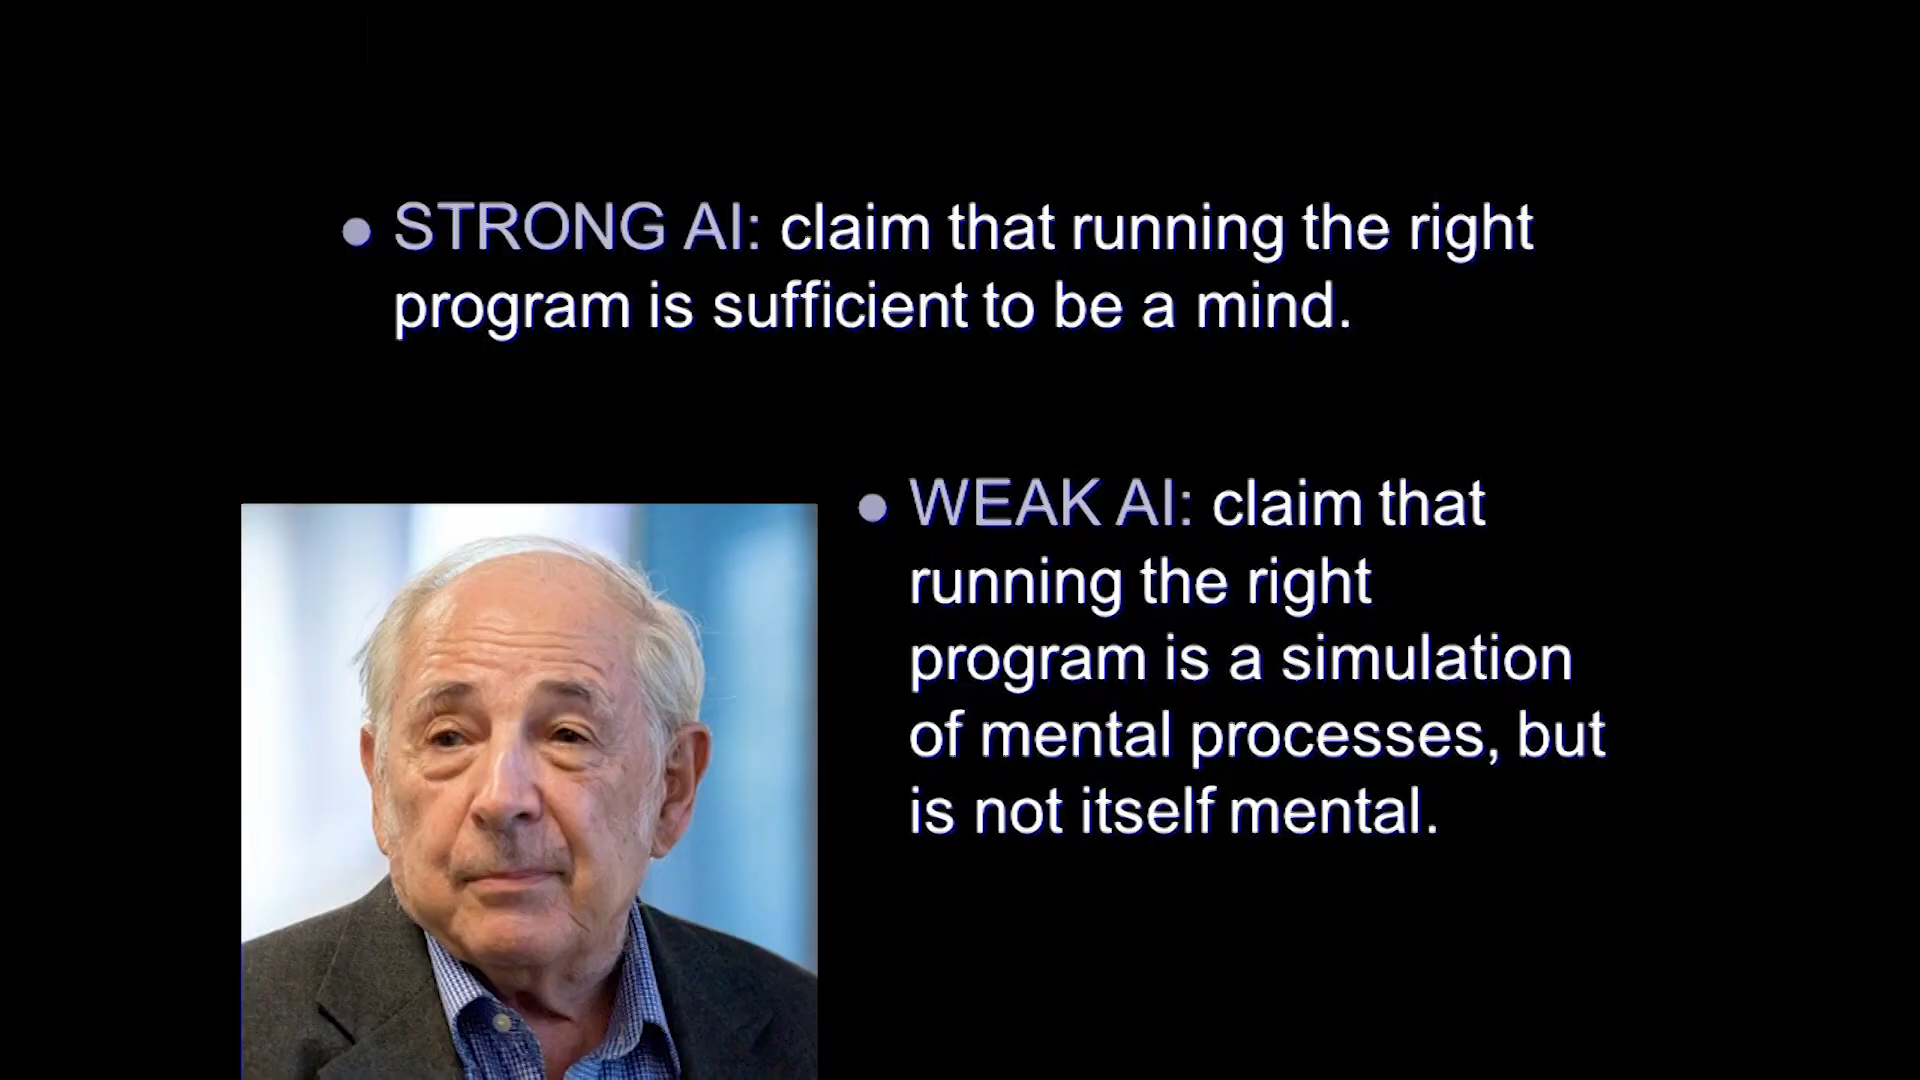 STRONG AI: claim that running the right
program is sufficient to be a mind.
WEAK AI: claim that
running the right
program is a simulation
of mental processes, but
is not itself mental.